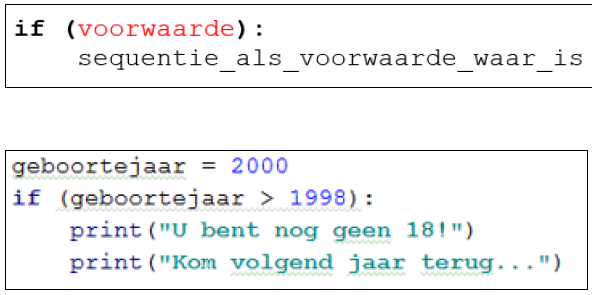 if (voorwaarde):
    sequentie_als_voorwaarde_waar_is
geboortejaar = 2000
if (geboortejaar > 1998):
    print("U bent nog geen 18!")
    print("Kom volgend jaar terug...")